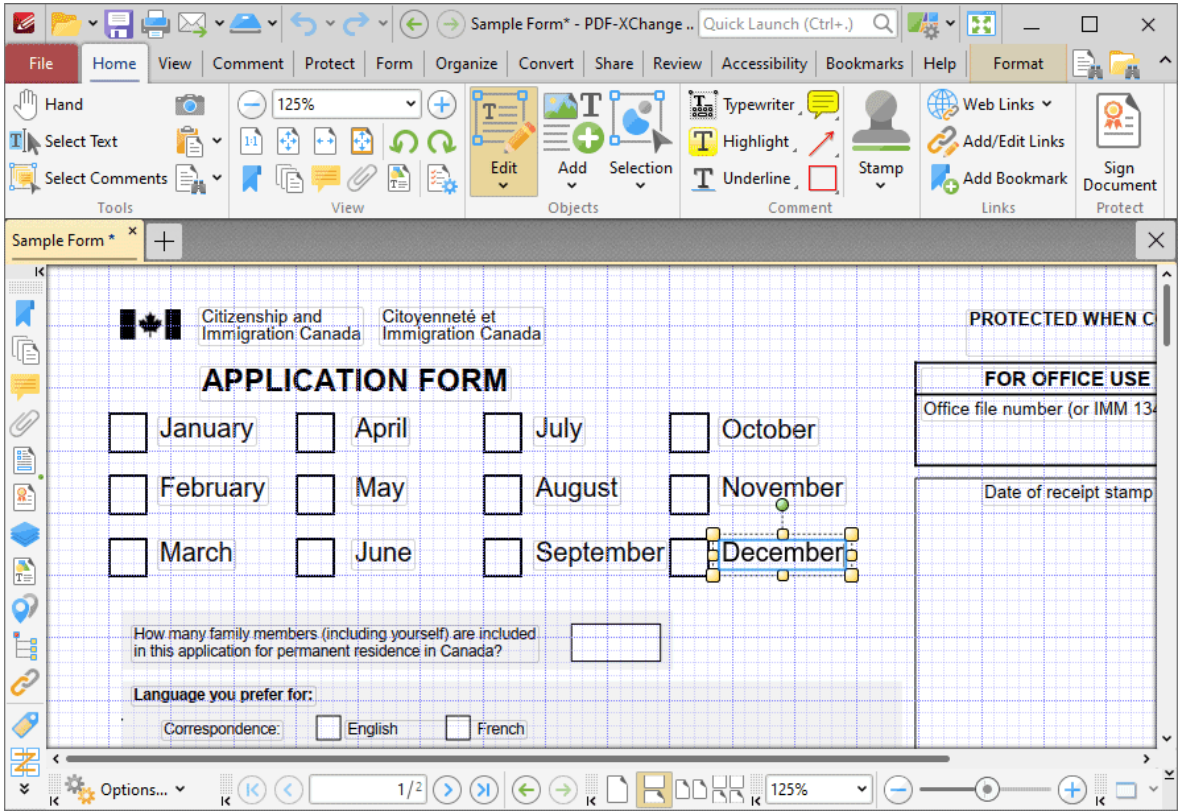 Sample Form* - PDF-XChange ..
Quick Launch (Ctrl+.)
File
Home
View
Comment
Protect
Form
Organize
Convert
Share
Review
Accessibility
Bookmarks
Help
Format
Hand
Select Text
Select Comments
Tools
125%
1:1
View
Edit
Add
Selection
Objects
Typewriter
Highlight
Underline
Stamp
Comment
Web Links
Add/Edit Links
Add Bookmark
Links
Sign
Document
Protect
Sample Form *
Citizenship and
Immigration Canada
Citoyenneté et
Immigration Canada
PROTECTED WHEN C
APPLICATION FORM
FOR OFFICE USE
Office file number (or IMM 134
January
April
July
October
February
May
August
November
Date of receipt stamp
March
June
September
December
How many family members (including yourself) are included
in this application for permanent residence in Canada?
Language you prefer for:
Correspondence:
English
French
Options...
1/2
125%